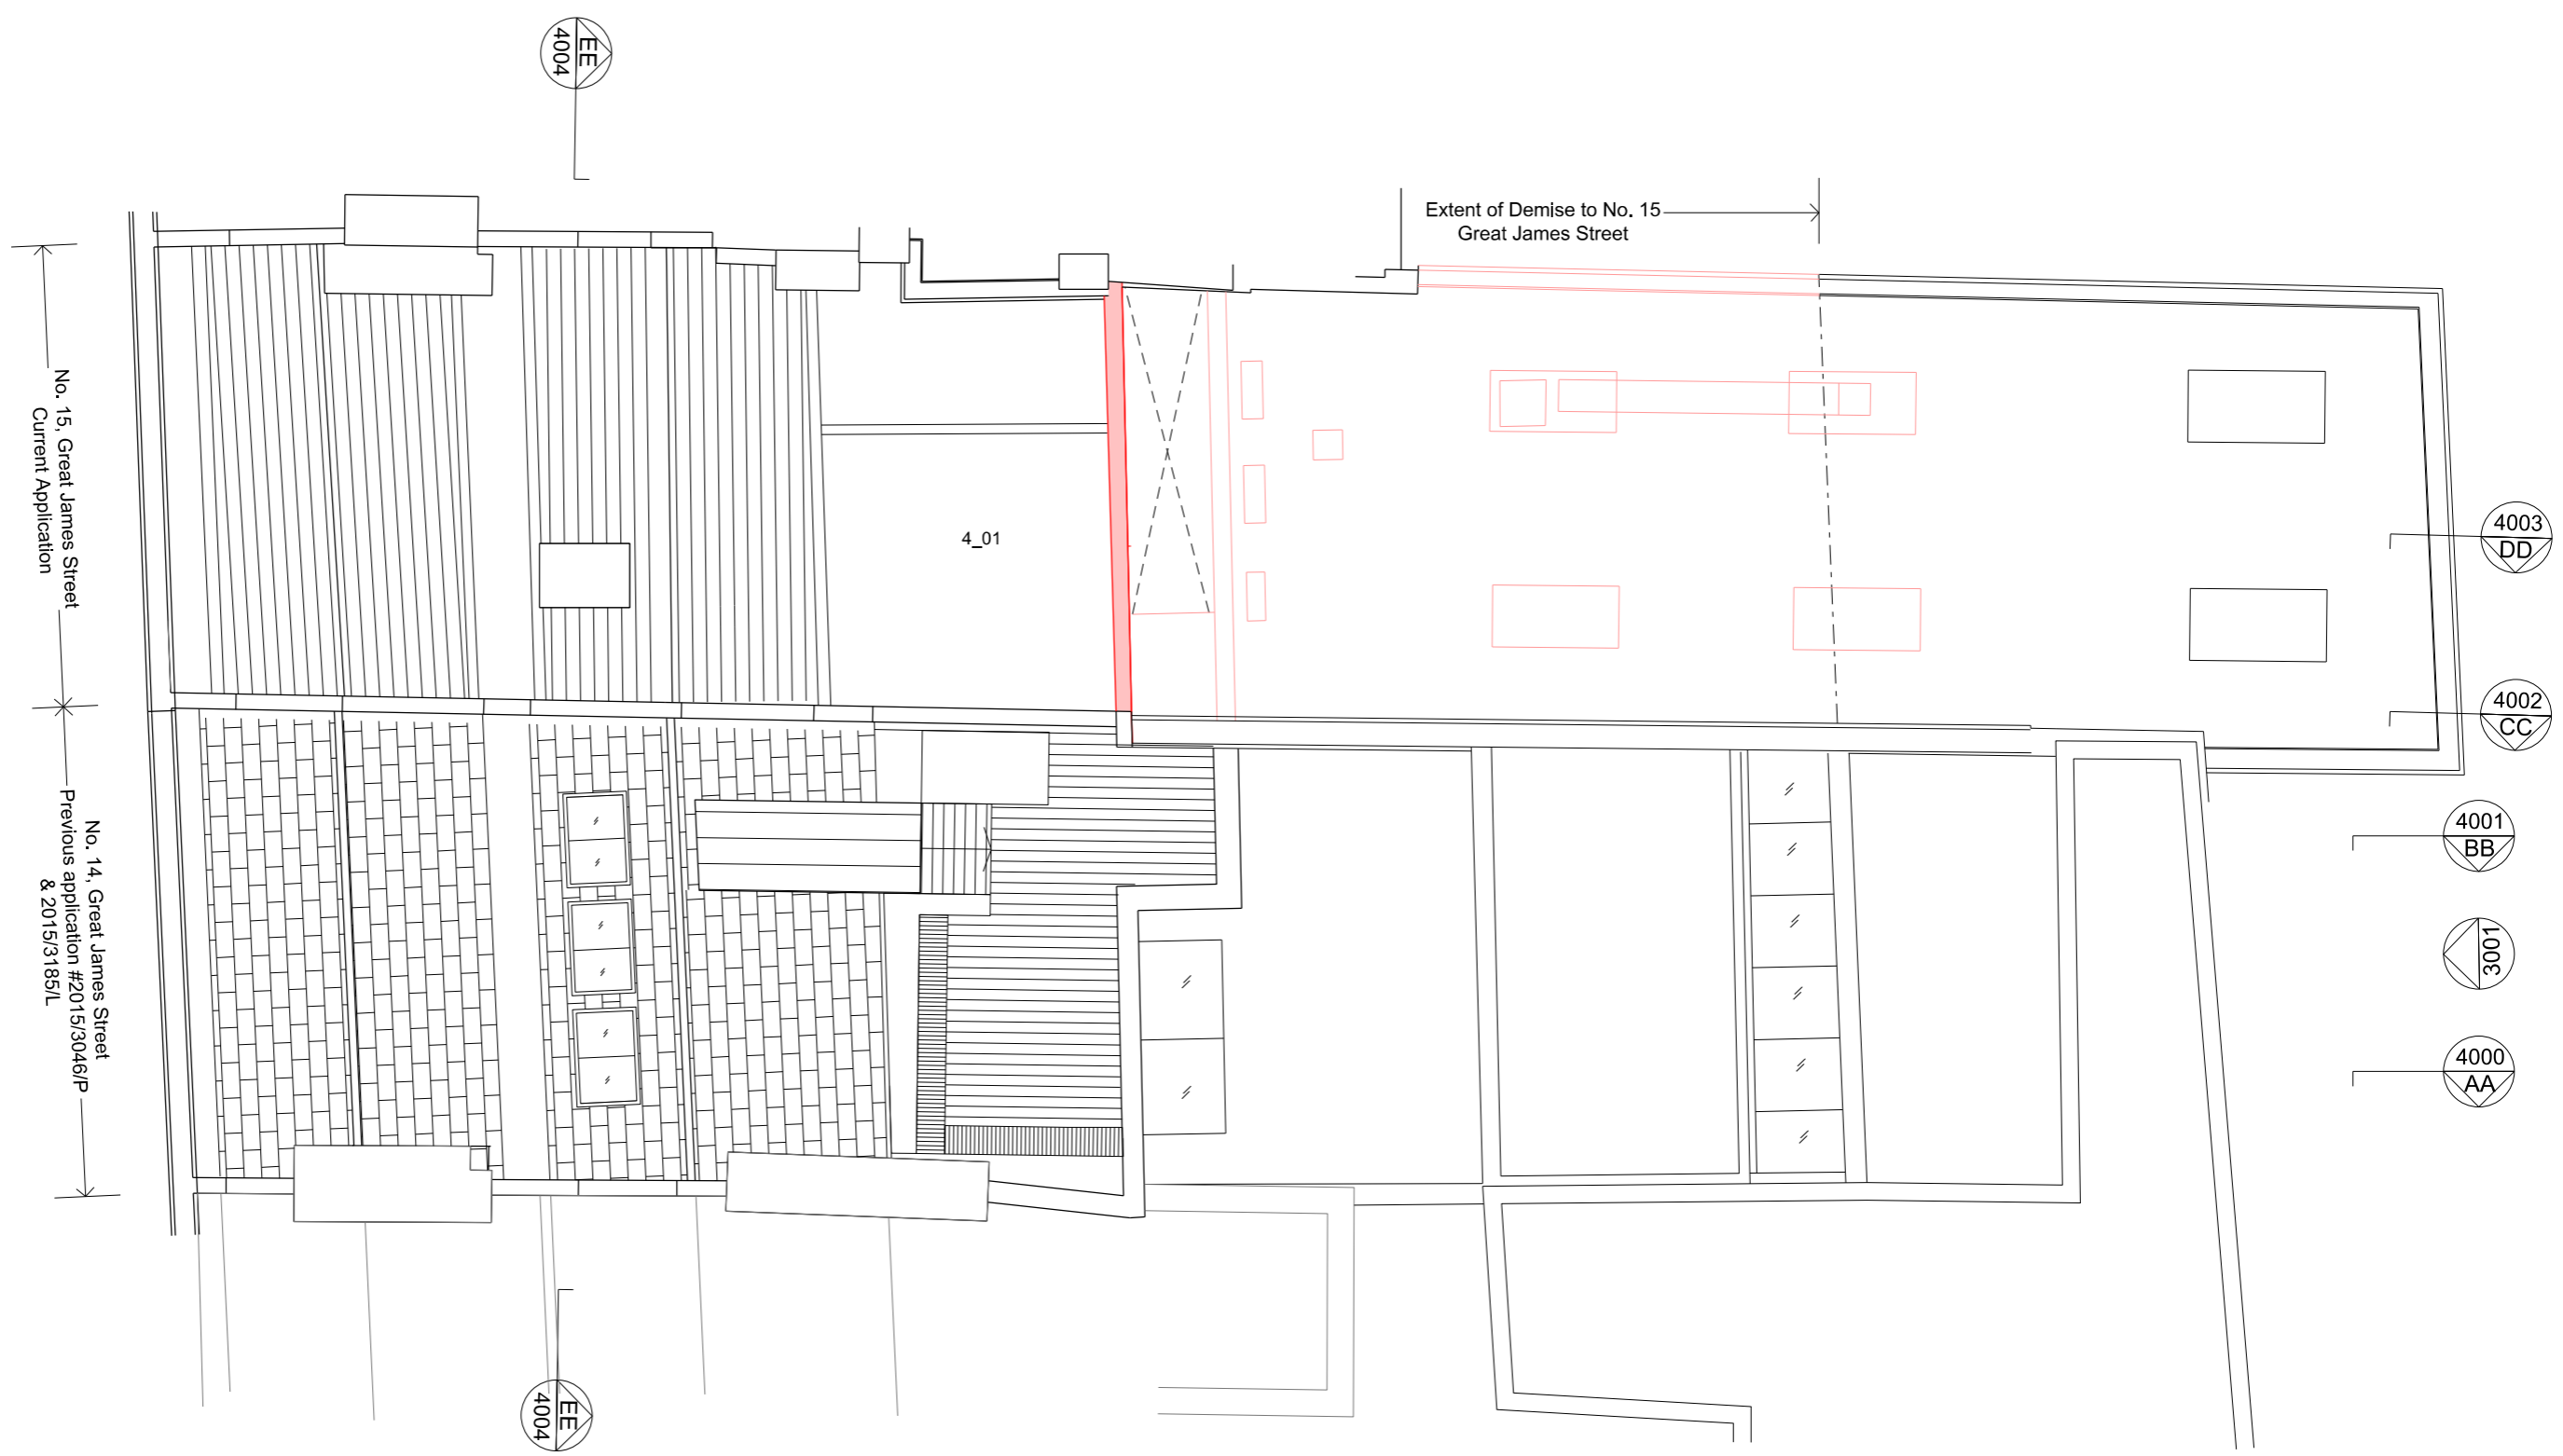 EE
4004
Extent of Demise to No. 15
Great James Street
No. 15, Great James Street
Current Application
4_01
4003
DD
4002
CC
No. 14, Great James Street
Previous application #2015/3046/P
& 2015/3185/L
4001
BB
3001
4000
AA
EE
4004